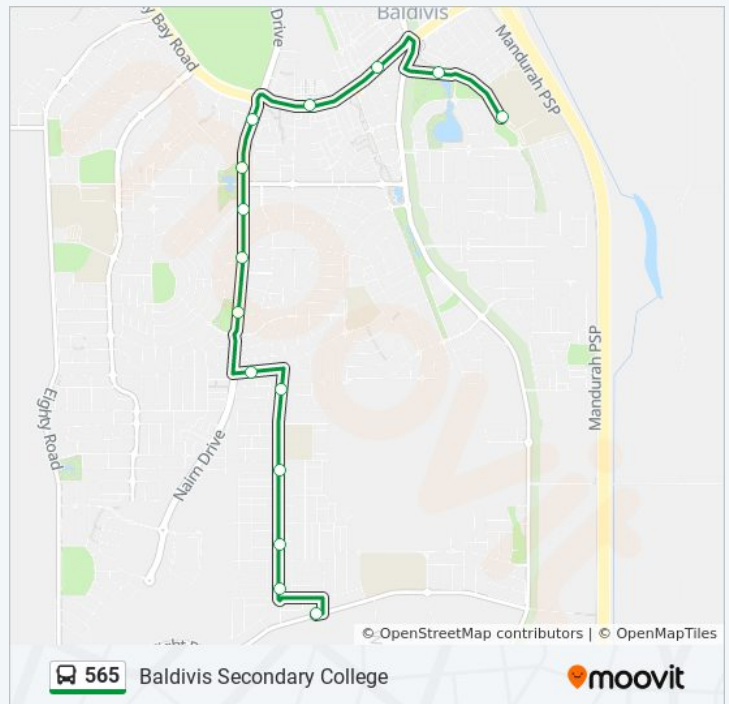 Baldivis
y Bay Road
Drive
Mandurah PSP
Mandurah PSP
Eighty Road
Nairn Drive
© OpenStreetMap contributors | © OpenMapTiles
565 Baldivis Secondary College
moovit